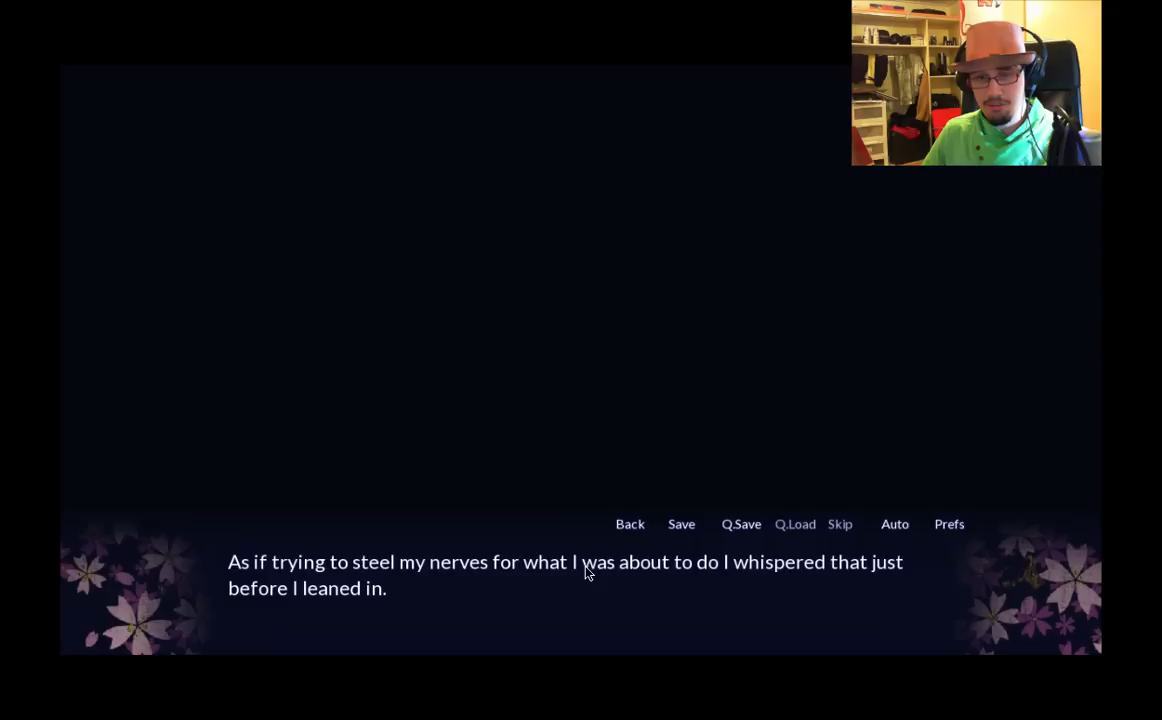 Back Save Q.Save Q.Load Skip Auto Prefs
As if trying to steel my nerves for what I was about to do I whispered that just
before I leaned in.